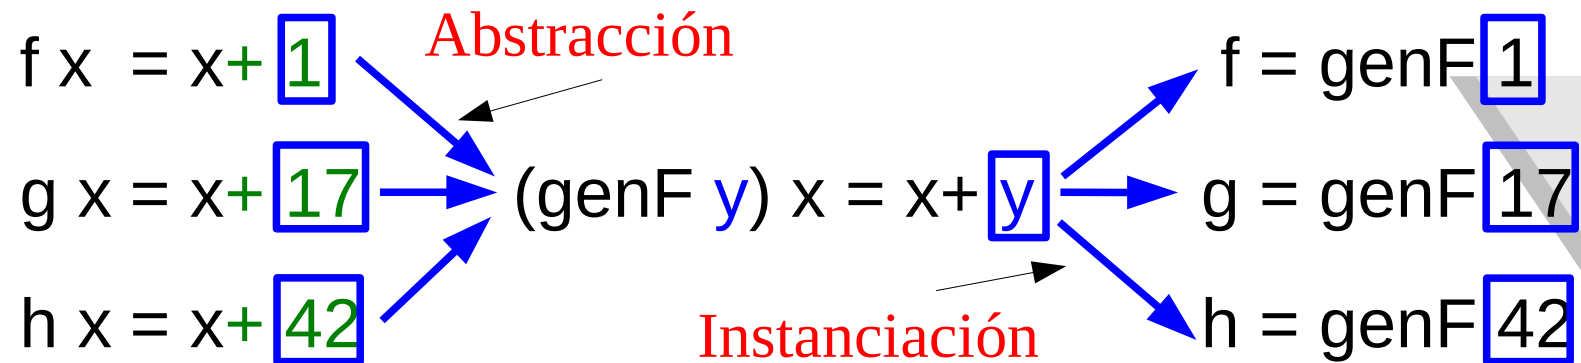 f x = x+ 1
Abstracción
f = genF 1
g x = x+ 17
(genF y) x = x+ y
g = genF 17
h x = x+ 42
Instanciación
h = genF 42